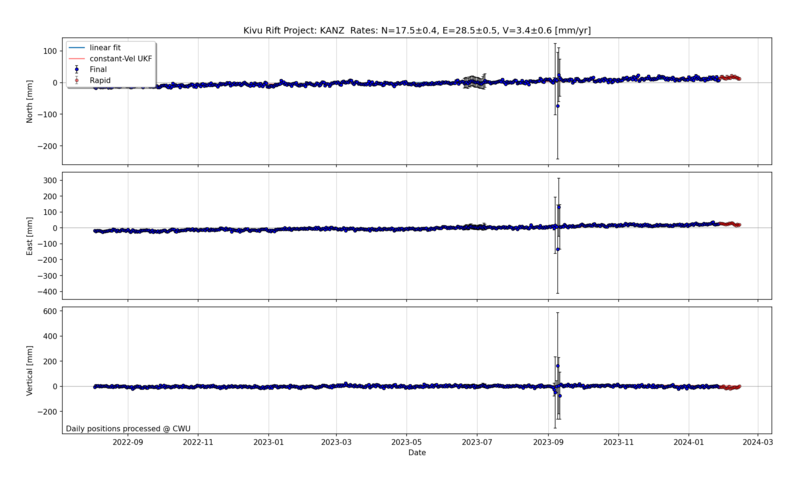 Kivu Rift Project: KANZ  Rates: N=17.5±0.4, E=28.5±0.5, V=3.4±0.6 [mm/yr]
linear fit
constant-Vel UKF
Final
Rapid
North [mm]
100
0
−100
−200
East [mm]
300
200
100
0
−100
−200
−300
−400
Vertical [mm]
600
400
200
0
−200
Daily positions processed @ CWU
2022-09 2022-11 2023-01 2023-03 2023-05 2023-07 2023-09 2023-11 2024-01 2024-03
Date